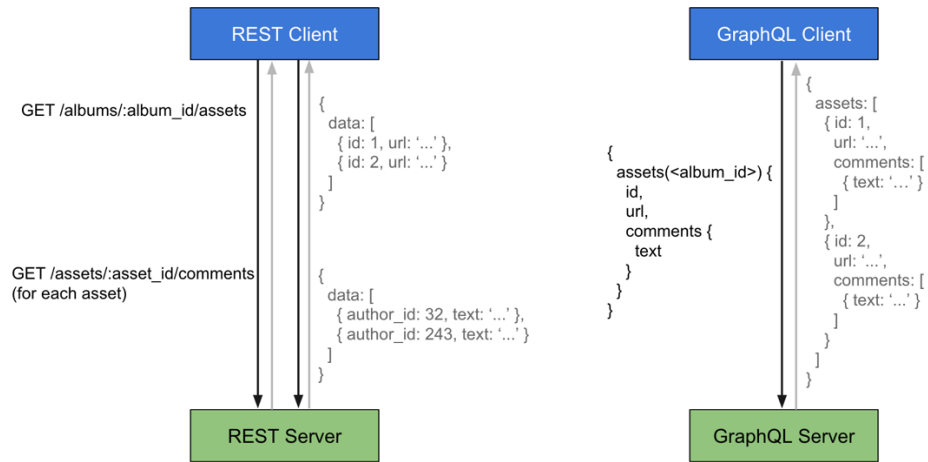 REST Client
GET /albums/:album_id/assets
{
data: [
{ id: 1, url: ‘...’ },
{ id: 2, url: ‘...’ }
]
}
GET /assets/:asset_id/comments
(for each asset)
{
data: [
{ author_id: 32, text: ‘...’ },
{ author_id: 243, text: ‘...’ }
]
}
REST Server
GraphQL Client
{
assets(<album_id>) {
id,
url,
comments {
text
}
}
}
{
assets: [
{ id: 1,
url: ‘...’,
comments: [
{ text: ‘…’ }
]
},
{ id: 2,
url: ‘...’,
comments: [
{ text: ‘...’ }
]
}
]
}
GraphQL Server